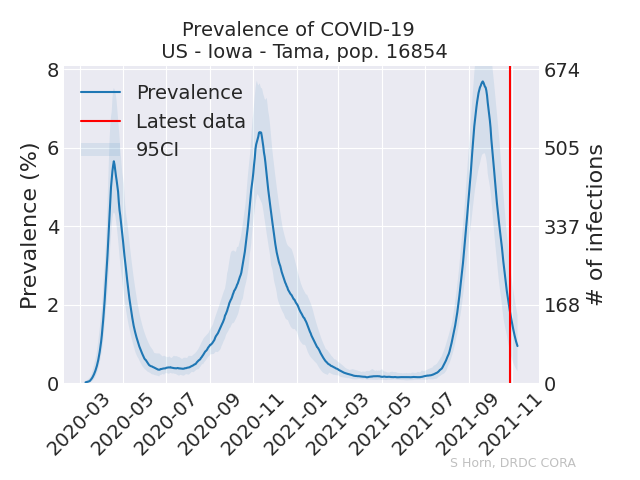 Prevalence of COVID-19
US - Iowa - Tama, pop. 16854
Prevalence (%)
8
6
4
2
0
Prevalence
Latest data
95CI
674
505
337
168
0
# of infections
2020-03
2020-05
2020-07
2020-09
2020-11
2021-01
2021-03
2021-05
2021-07
2021-09
2021-11
S Horn, DRDC CORA